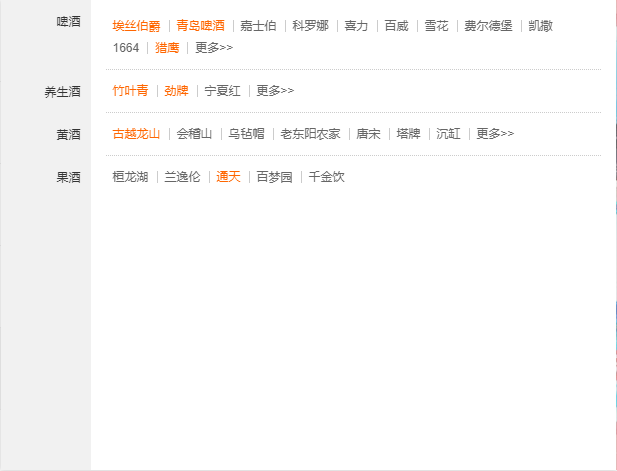 啤酒 埃丝伯爵 青岛啤酒 嘉士伯 科罗娜 喜力 百威 雪花 费尔德堡 凯撒
1664 猎鹰 更多>>
养生酒 竹叶青 劲牌 宁夏红 更多>>
黄酒 古越龙山 会稽山 乌毡帽 老东阳农家 唐宋 塔牌 沉缸 更多>>
果酒 桓龙湖 兰逸伦 通天 百梦园 千金饮